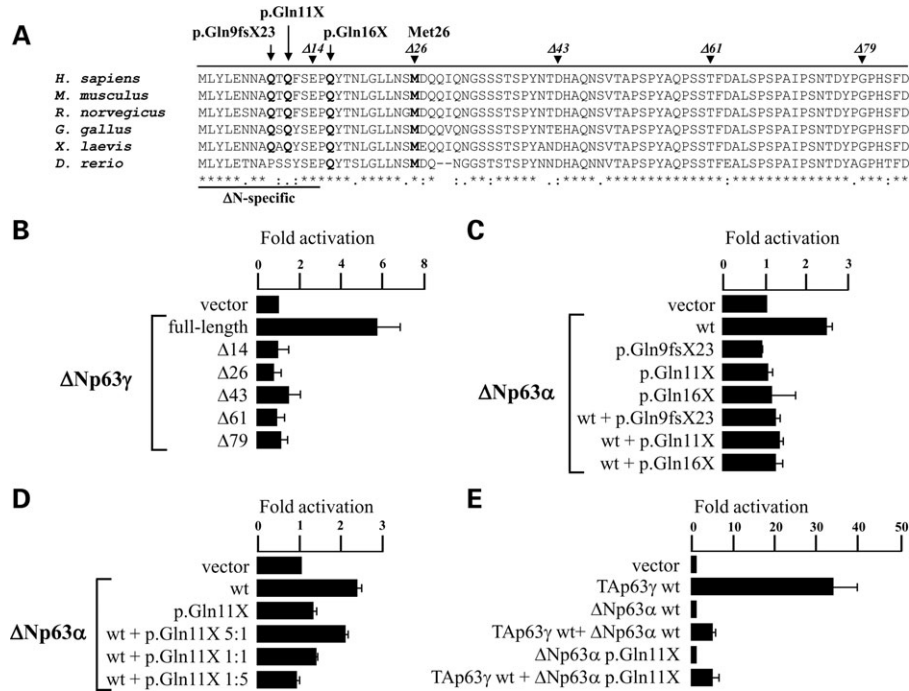 A
p.Gln11X
p.Gln9fsX23 p.Gln16X Met26
Δ14 Δ26 Δ43 Δ61 Δ79
H. sapiens MLYLENNAQTQFSEPQYTNLGLLNSMDQQIQNGSSSTSPYNTDHAQNSVTAPSPYAQPSSTFDALSPSPAIPSNTDYPGPHSFD
M. musculus MLYLENNAQTQFSEPQYTNLGLLNSMDQQIQNGSSSTSPYNTDHAQNSVTAPSPYAQPSSTFDALSPSPAIPSNTDYPGPHSFD
R. norvegicus MLYLENNAQTQFSEPQYTNLGLLNGMDQQIQNGSSSTSPYNTDHAQNSVTAPSPYAQPSSTFDALSPSPAIPSNTDYPGPHSFD
G. gallus MLYLENNAQSQYSEPQYTNLGLLNSMDQQVQNGSSSTSPYNTEHAQNSVTAPSPYAQPSSTFDALSPSPAIPSNTDYPGPHSFD
X. laevis MLYLENNAQAQYSEPQYTNLGLLNSMDQQIQNGSSSTSPYANDHAQNNVTAPSPYAQPSSTFDALSPSPAIPSNTDYPGPHSFD
D. rerio MLYLETNAPSSYSEPQYTSLGLLNSMDQ--NGGSTSTSPYNNDHAQNNVTAPSPYAQPSSTFDALSPSPAIPSNTDYAGPHTFD
ΔN-specific
B
Fold activation
0 2 4 6 8
vector
full-length
Δ14
Δ26
ΔNp63γ
Δ43
Δ61
Δ79
C
Fold activation
0 1 2 3
vector
wt
p.Gln9fsX23
p.Gln11X
ΔNp63α
p.Gln16X
wt + p.Gln9fsX23
wt + p.Gln11X
wt + p.Gln16X
D
Fold activation
0 1 2 3
vector
wt
p.Gln11X
ΔNp63α
wt + p.Gln11X 5:1
wt + p.Gln11X 1:1
wt + p.Gln11X 1:5
E
Fold activation
0 10 20 30 40
vector
TAp63γ wt
ΔNp63α wt
TAp63γ wt+ ΔNp63α wt
ΔNp63α p.Gln11X
TAp63γ wt + ΔNp63α p.Gln11X